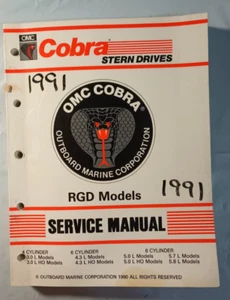 OMC
Cobra
STERN DRIVES
1991
OMC COBRA
OUTBOARD MARINE CORPORATION
RGD Models
1991
SERVICE MANUAL
4 CYLINDER 6 CYLINDER 8 CYLINDER
3.0 L Models 4.3 L Models 5.0 L Models 5.7 L Models
3.0 L HO Models 4.3 L HO Models 5.0 L HO Models 5.8 L Models
© OUTBOARD MARINE CORPORATION 1990 ALL RIGHTS RESERVED